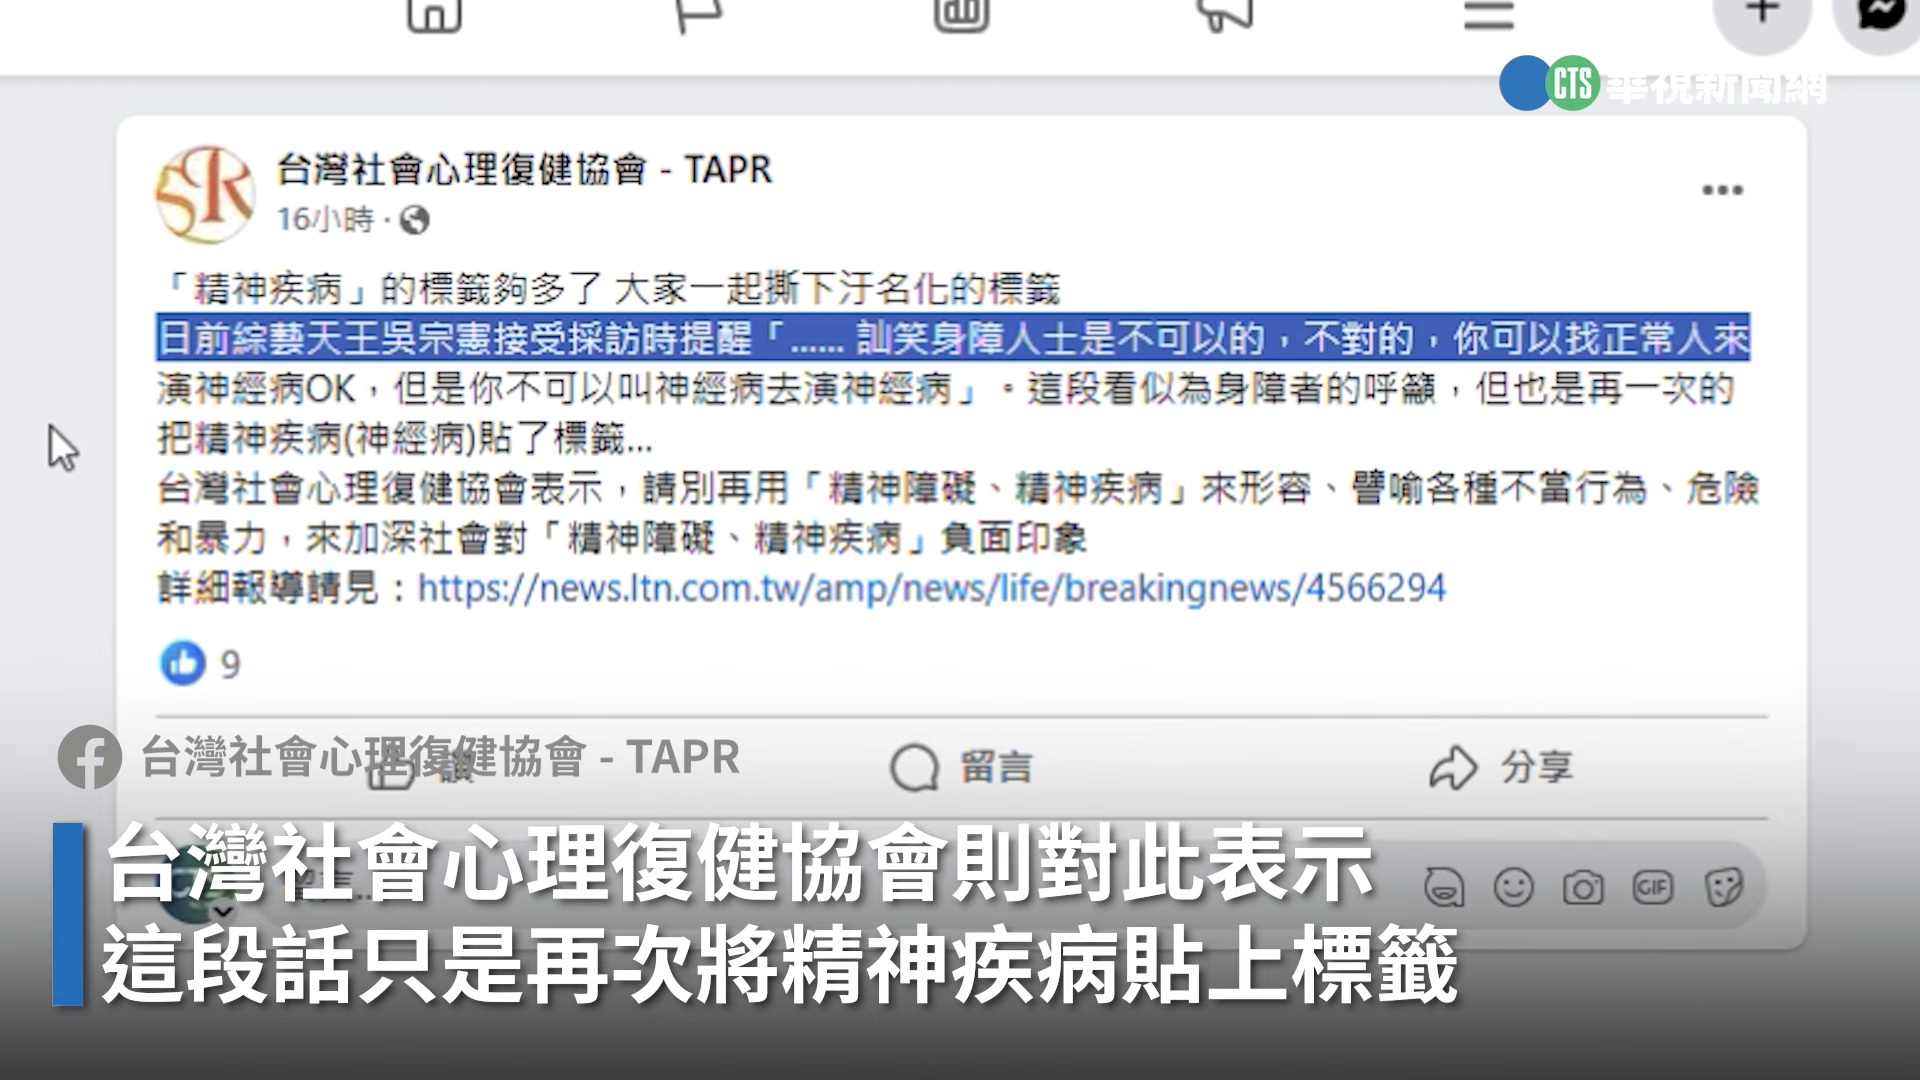 CTS 華視新聞網
台灣社會心理復健協會 - TAPR
16小時 ·
「精神疾病」的標籤夠多了 大家一起撕下汙名化的標籤
日前綜藝天王吳宗憲接受採訪時提醒「...... 訕笑身障人士是不可以的，不對的，你可以找正常人來
演神經病OK，但是你不可以叫神經病去演神經病」。這段看似為身障者的呼籲，但也是再一次的
把精神疾病(神經病)貼了標籤...
台灣社會心理復健協會表示，請別再用「精神障礙、精神疾病」來形容、譬喻各種不當行為、危險
和暴力，來加深社會對「精神障礙、精神疾病」負面印象
詳細報導請見：https://news.ltn.com.tw/amp/news/life/breakingnews/4566294
9
台灣社會心理復健協會 - TAPR
讚 留言 分享
留言...
GIF
台灣社會心理復健協會則對此表示
這段話只是再次將精神疾病貼上標籤